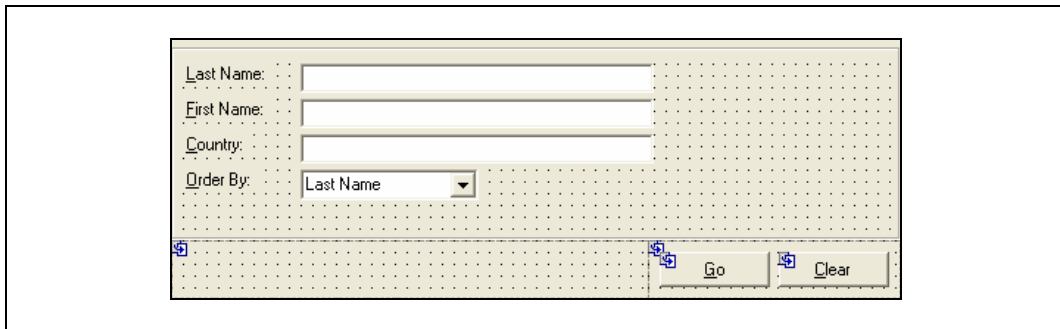 Last Name:
First Name:
Country:
Order By: Last Name
Go Clear